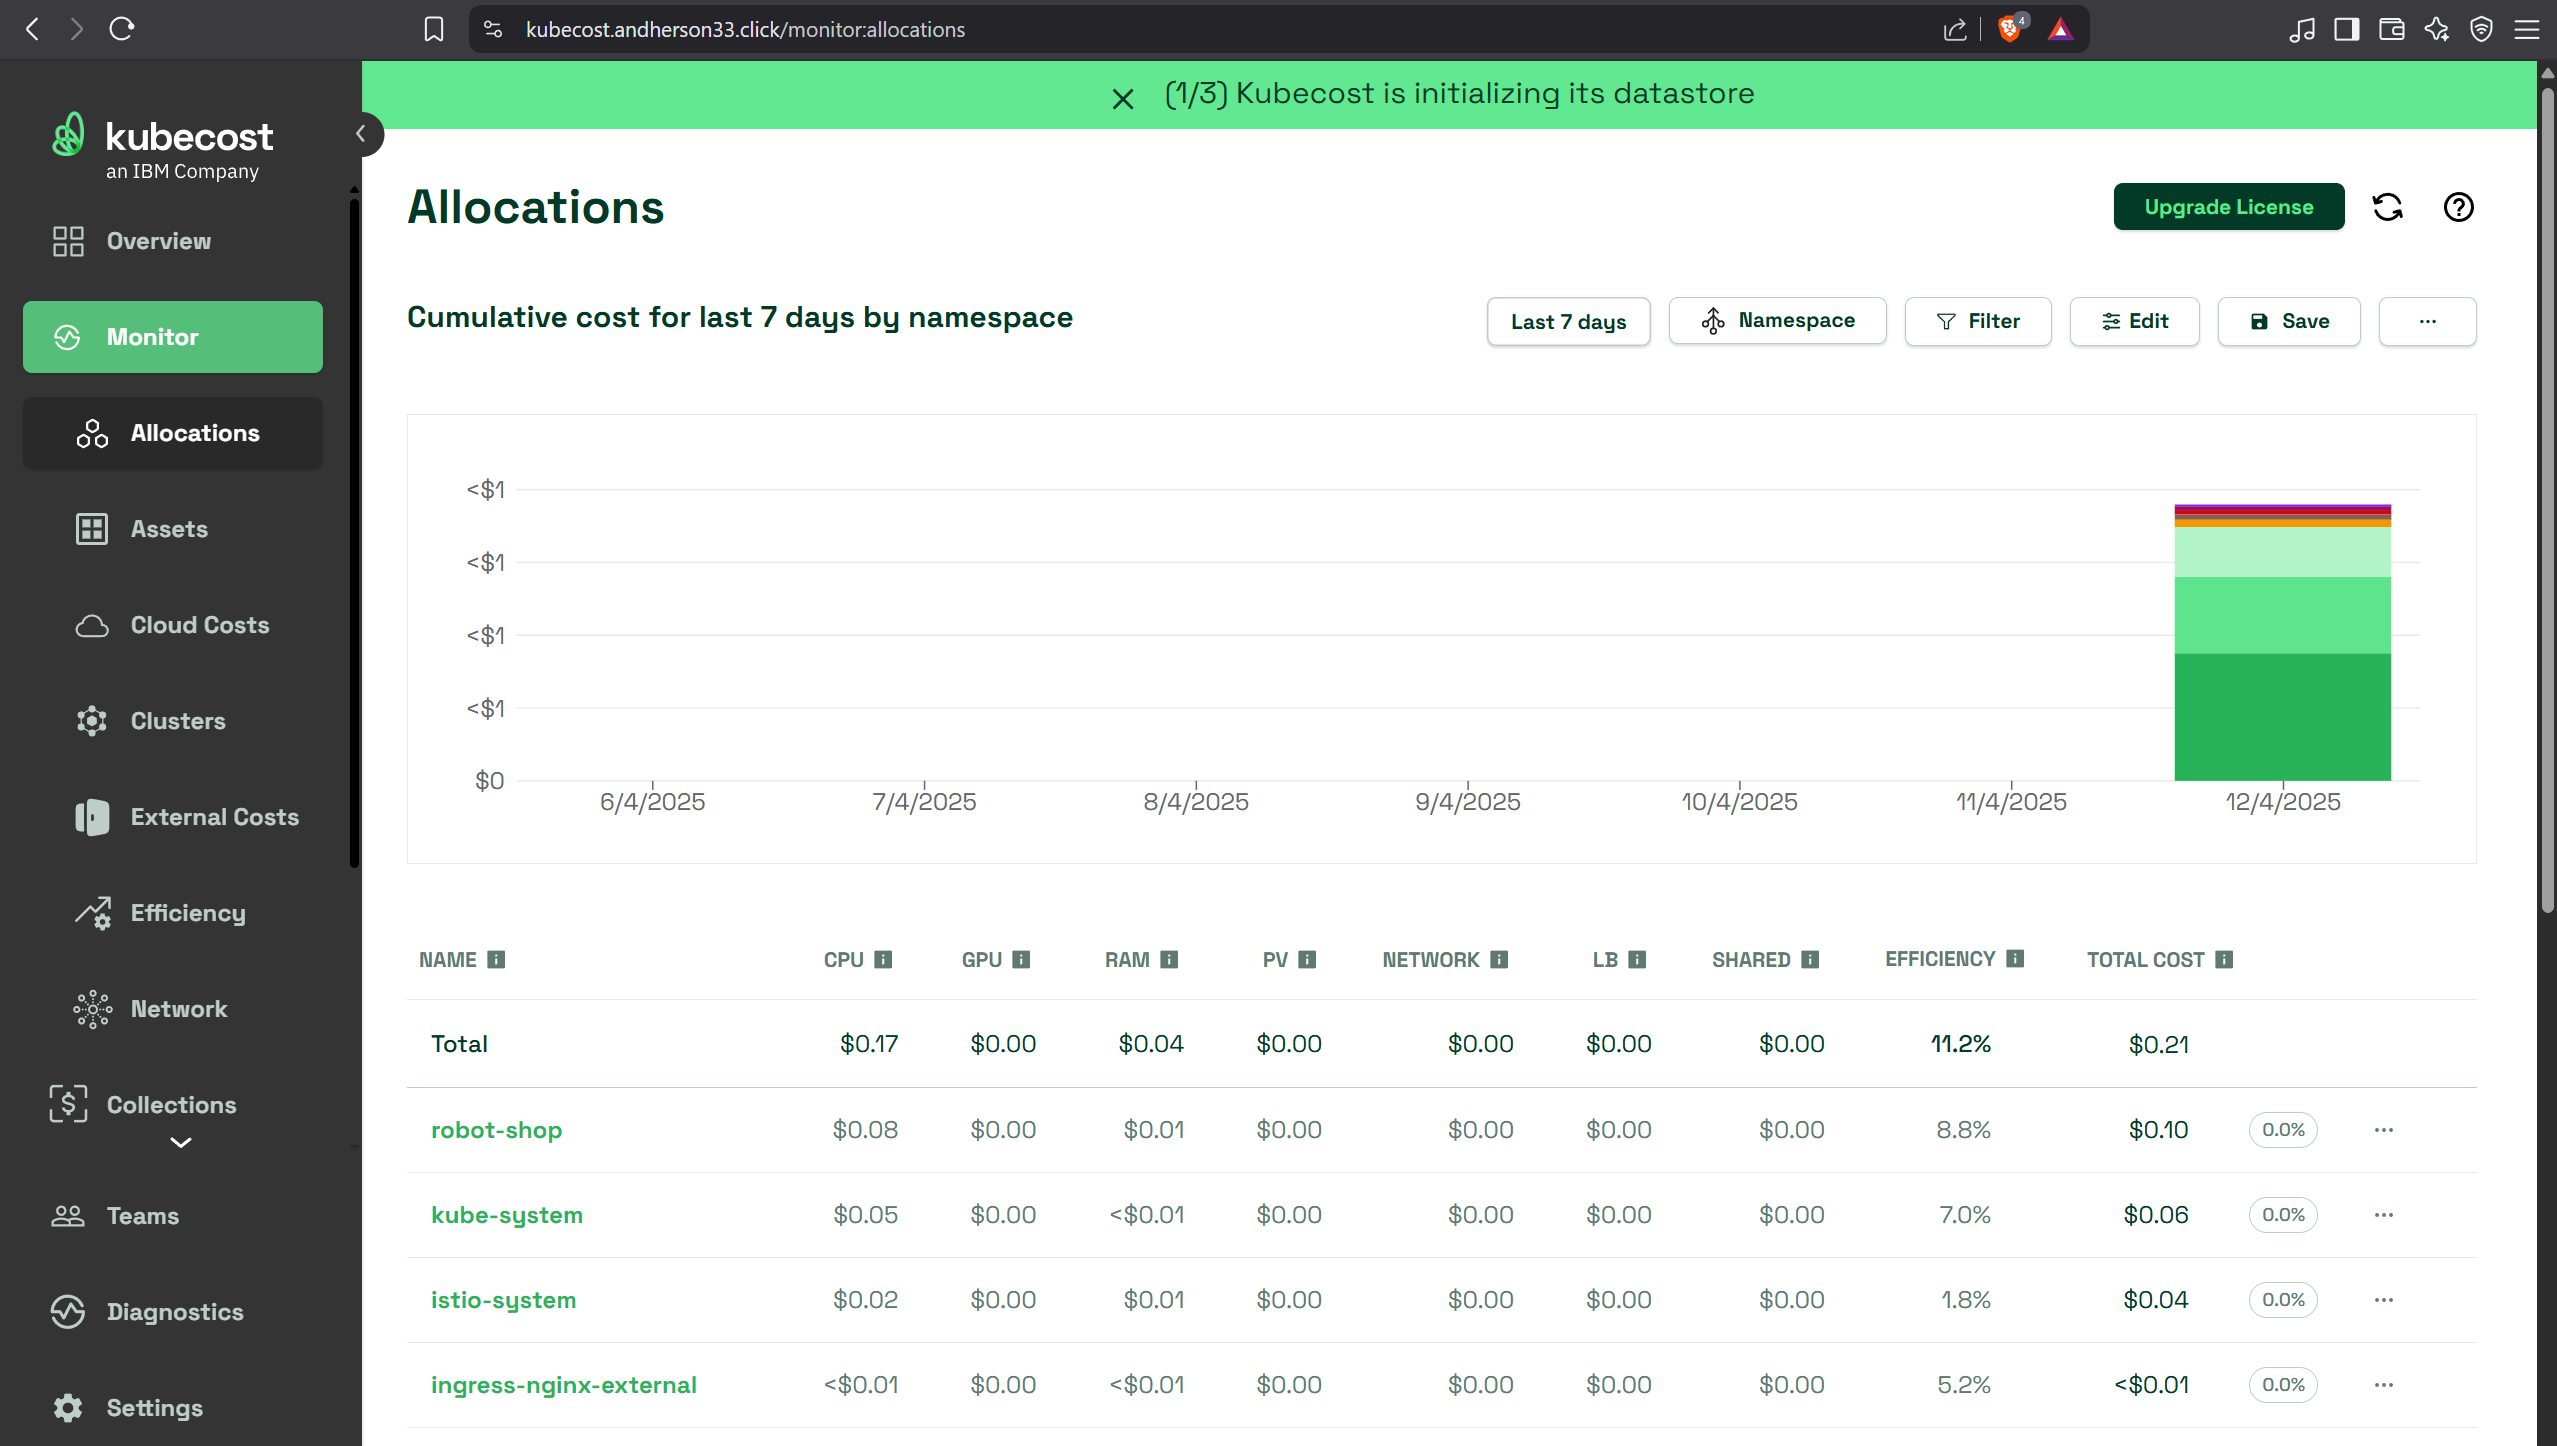 kubecost.andherson33.click/monitor:allocations
4
kubecost
an IBM Company
Overview
Monitor
Allocations
Assets
Cloud Costs
Clusters
External Costs
Efficiency
Network
Collections
Teams
Diagnostics
Settings
(1/3) Kubecost is initializing its datastore
Allocations
Upgrade License
Cumulative cost for last 7 days by namespace
Last 7 days
Namespace
Filter
Edit
Save
...
<$1
<$1
<$1
<$1
$0
6/4/2025 7/4/2025 8/4/2025 9/4/2025 10/4/2025 11/4/2025 12/4/2025
NAME CPU GPU RAM PV NETWORK LB SHARED EFFICIENCY TOTAL COST
Total $0.17 $0.00 $0.04 $0.00 $0.00 $0.00 $0.00 11.2% $0.21
robot-shop $0.08 $0.00 $0.01 $0.00 $0.00 $0.00 $0.00 8.8% $0.10 0.0% ...
kube-system $0.05 $0.00 <$0.01 $0.00 $0.00 $0.00 $0.00 7.0% $0.06 0.0% ...
istio-system $0.02 $0.00 $0.01 $0.00 $0.00 $0.00 $0.00 1.8% $0.04 0.0% ...
ingress-nginx-external <$0.01 $0.00 <$0.01 $0.00 $0.00 $0.00 $0.00 5.2% <$0.01 0.0% ...